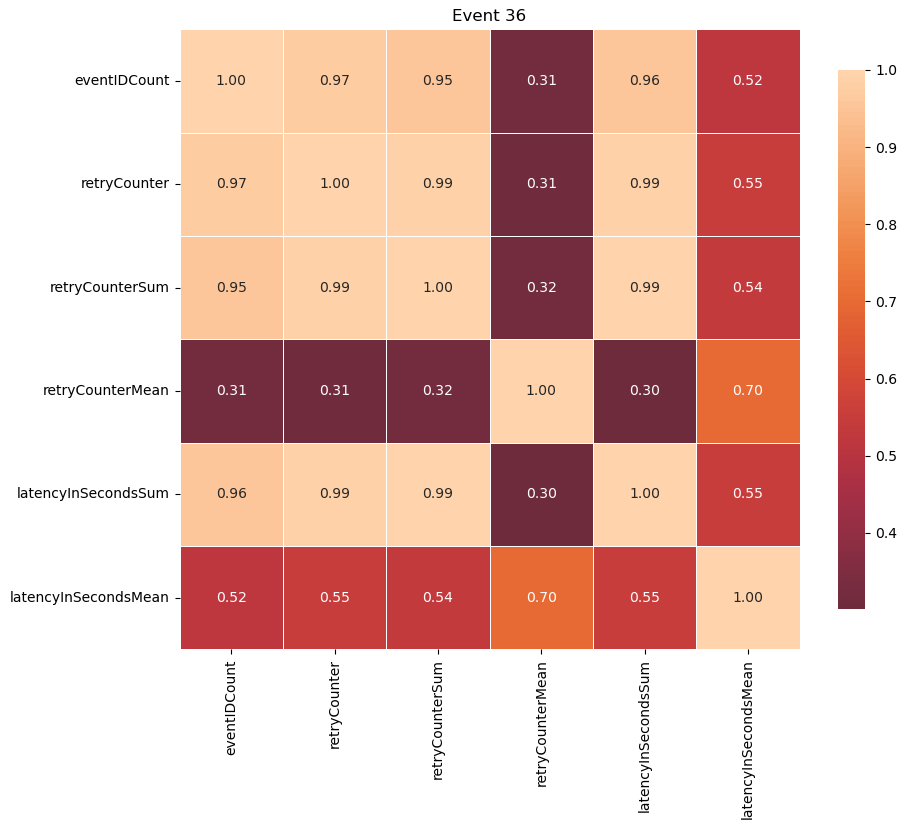 Event 36
eventIDCount 1.00 0.97 0.95 0.31 0.96 0.52
retryCounter 0.97 1.00 0.99 0.31 0.99 0.55
retryCounterSum 0.95 0.99 1.00 0.32 0.99 0.54
retryCounterMean 0.31 0.31 0.32 1.00 0.30 0.70
latencyInSecondsSum 0.96 0.99 0.99 0.30 1.00 0.55
latencyInSecondsMean 0.52 0.55 0.54 0.70 0.55 1.00
eventIDCount
retryCounter
retryCounterSum
retryCounterMean
latencyInSecondsSum
latencyInSecondsMean
1.0
0.9
0.8
0.7
0.6
0.5
0.4